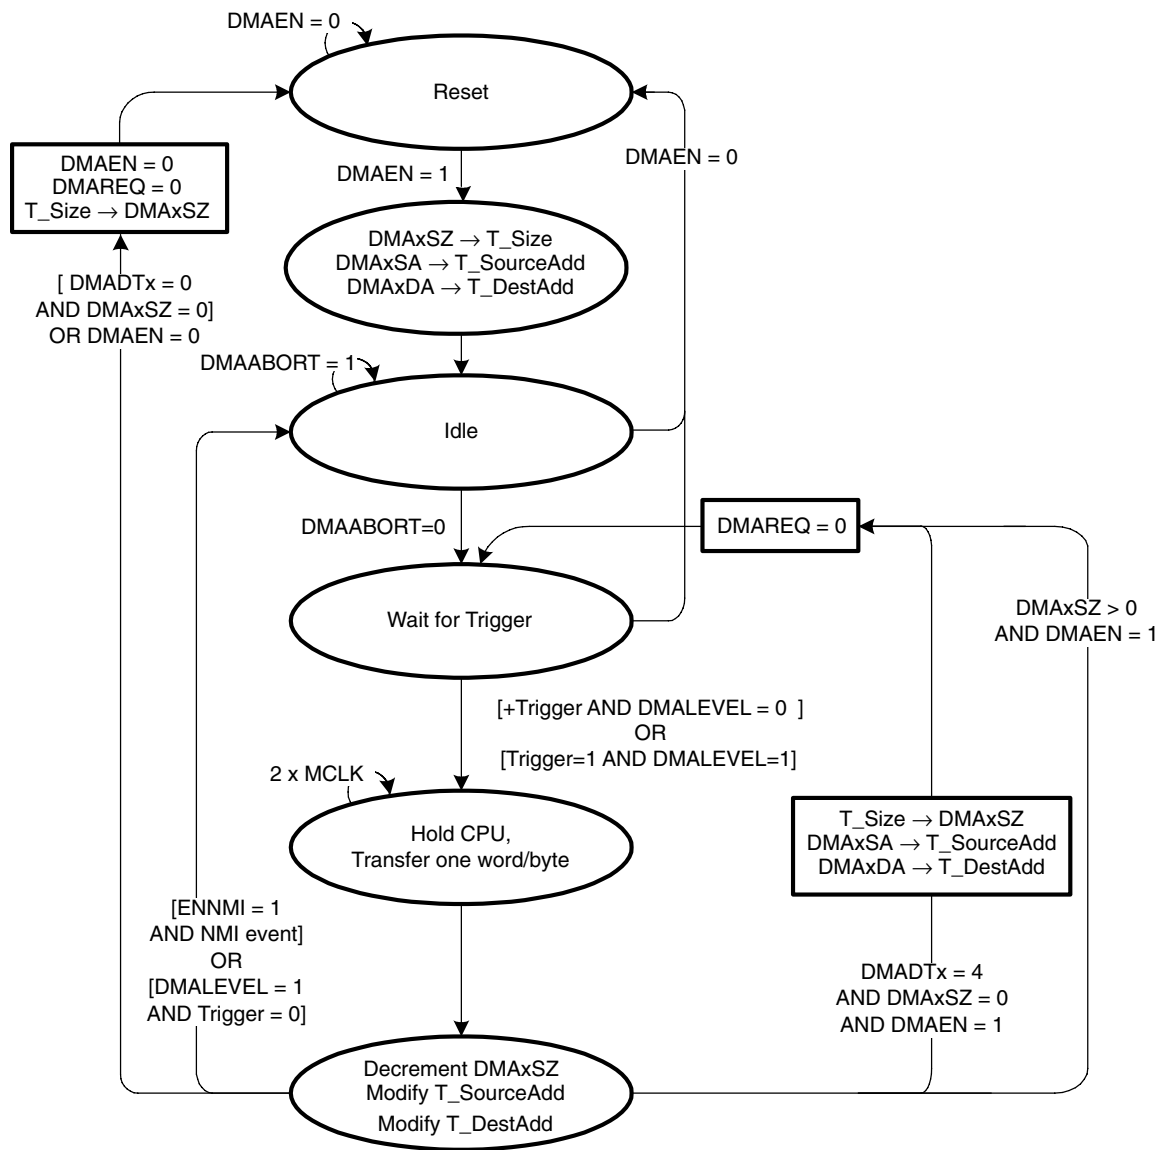 DMAEN = 0
Reset
DMAEN = 0
DMAREQ = 0
T_Size → DMAxSZ
DMAEN = 1
DMAEN = 0
DMAxSZ → T_Size
DMAxSA → T_SourceAdd
DMAxDA → T_DestAdd
[ DMADTx = 0
AND DMAxSZ = 0]
OR DMAEN = 0
DMAABORT = 1
Idle
DMAABORT=0
DMAREQ = 0
Wait for Trigger
DMAxSZ > 0
AND DMAEN = 1
[+Trigger AND DMALEVEL = 0 ]
OR
[Trigger=1 AND DMALEVEL=1]
2 x MCLK
Hold CPU,
Transfer one word/byte
T_Size → DMAxSZ
DMAxSA → T_SourceAdd
DMAxDA → T_DestAdd
[ENNMI = 1
AND NMI event]
OR
[DMALEVEL = 1
AND Trigger = 0]
DMADTx = 4
AND DMAxSZ = 0
AND DMAEN = 1
Decrement DMAxSZ
Modify T_SourceAdd
Modify T_DestAdd